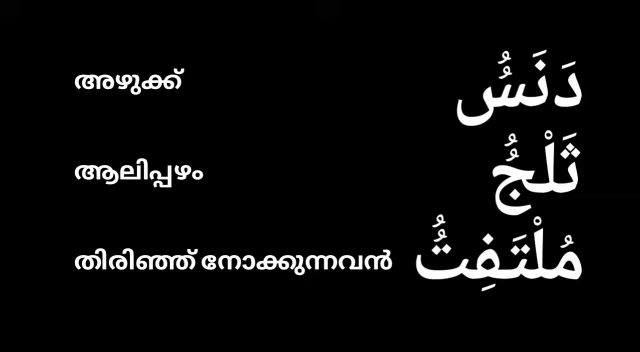 അഴുക്ക് دَنَسٌ
ആലിപ്പഴം ثَلْجٌ
തിരിഞ്ഞ് നോക്കുന്നവൻ مُلْتَفِتٌ